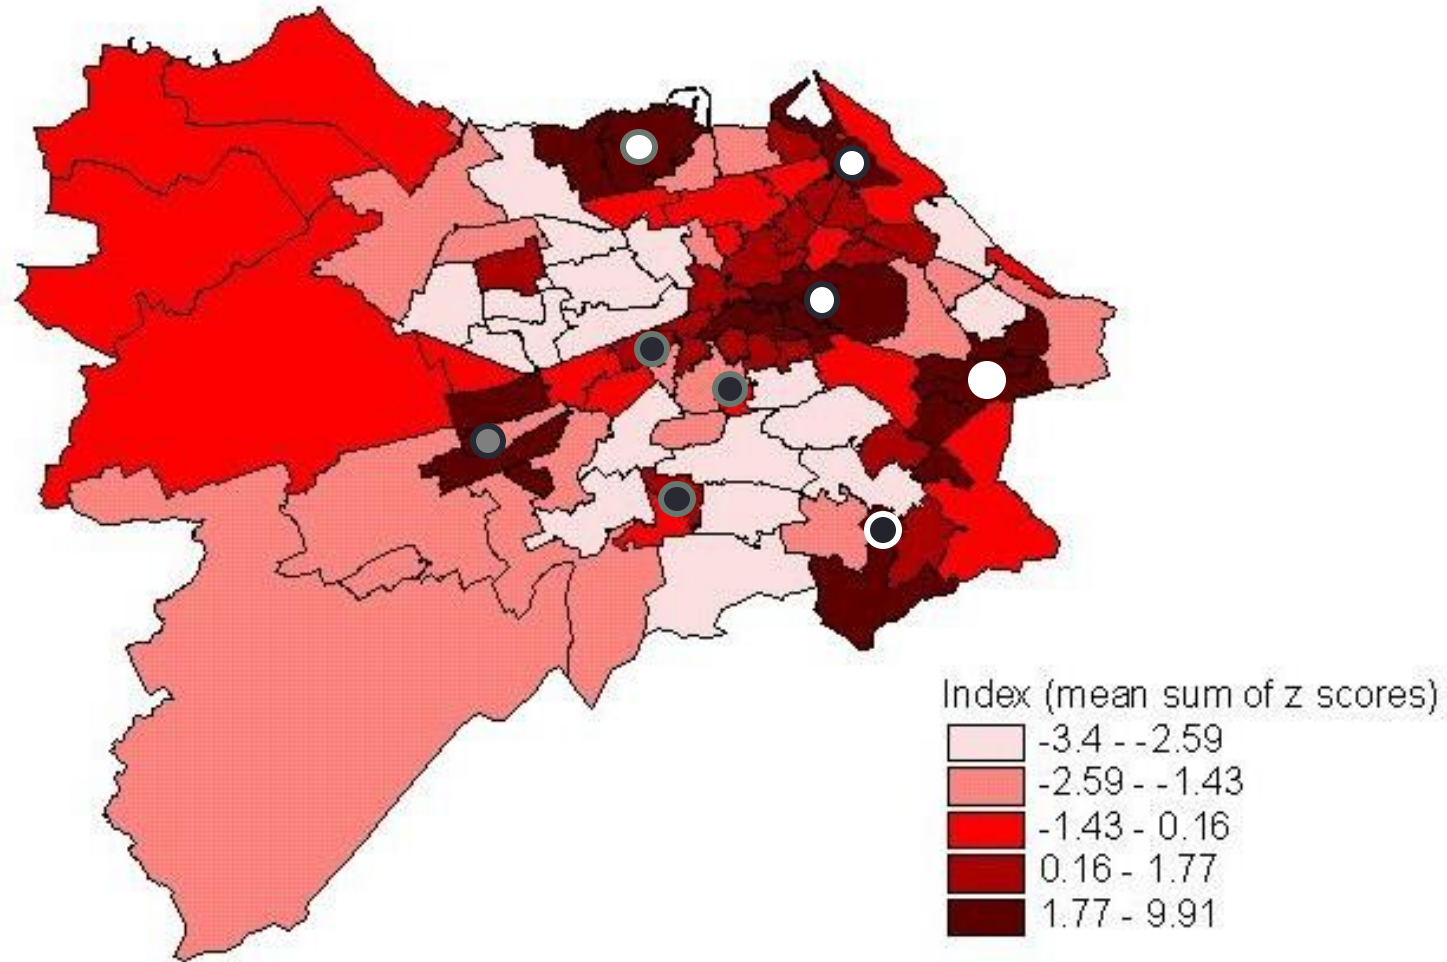 Index (mean sum of z scores)
-3.4 - -2.59
-2.59 - -1.43
-1.43 - 0.16
0.16 - 1.77
1.77 - 9.91